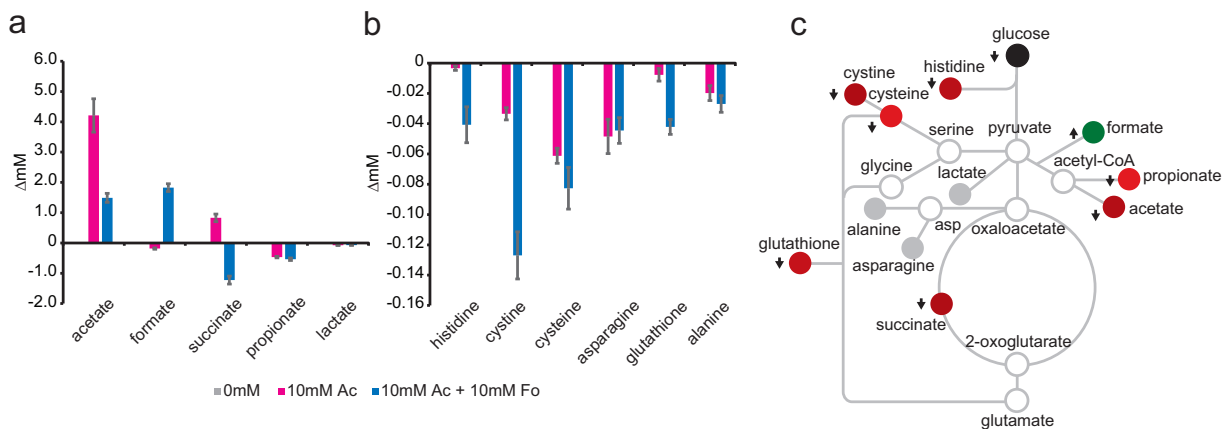 a
6.0
5.0
4.0
3.0
2.0
1.0
0
-1.0
-2.0
ΔmM
acetate
formate
succinate
propionate
lactate
b
0
-0.02
-0.04
-0.06
-0.08
-0.10
-0.12
-0.14
-0.16
ΔmM
histidine
cystine
cysteine
asparagine
glutathione
alanine
0mM
10mM Ac
10mM Ac + 10mM Fo
c
glucose
histidine
cystine
cysteine
serine
pyruvate
formate
acetyl-CoA
glycine
lactate
propionate
acetate
alanine
asp
oxaloacetate
glutathione
asparagine
succinate
2-oxoglutarate
glutamate